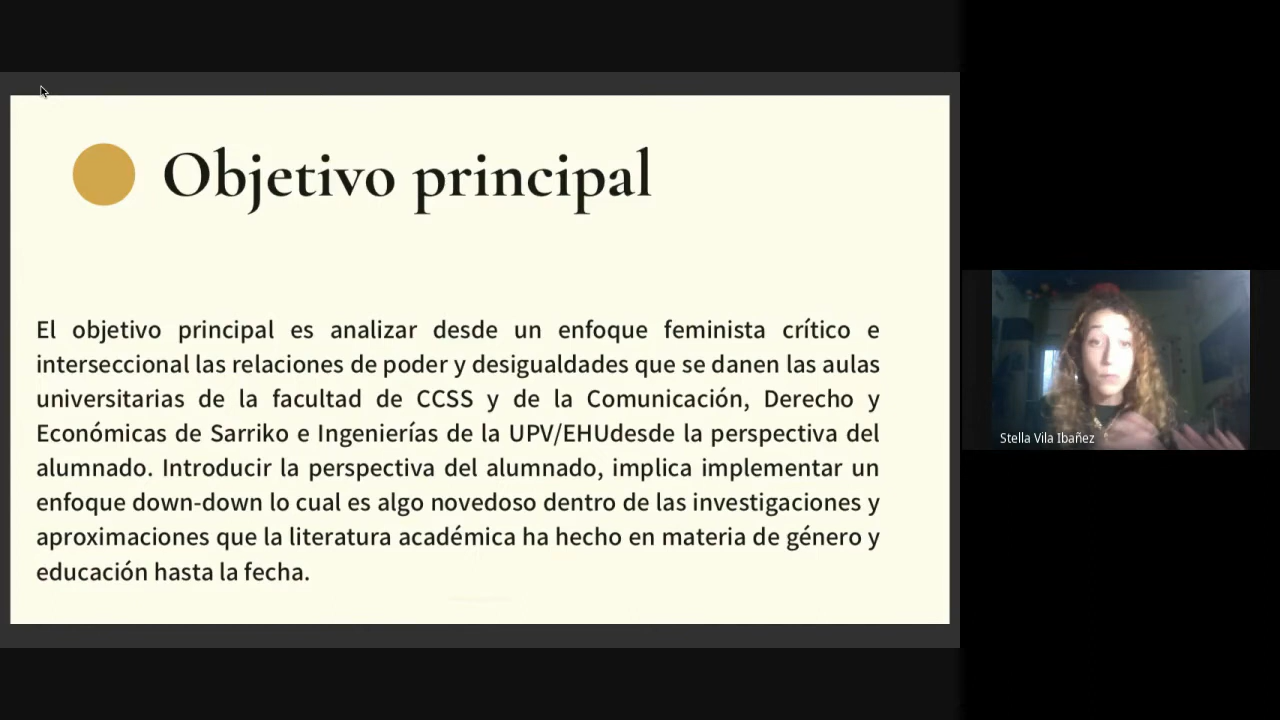 Objetivo principal
El objetivo principal es analizar desde un enfoque feminista crítico e
interseccional las relaciones de poder y desigualdades que se danen las aulas
universitarias de la facultad de CCSS y de la Comunicación, Derecho y
Económicas de Sarriko e Ingenierías de la UPV/EHUdesde la perspectiva del
alumnado. Introducir la perspectiva del alumnado, implica implementar un
enfoque down-down lo cual es algo novedoso dentro de las investigaciones y
aproximaciones que la literatura académica ha hecho en materia de género y
educación hasta la fecha.
Stella Vila Ibañez